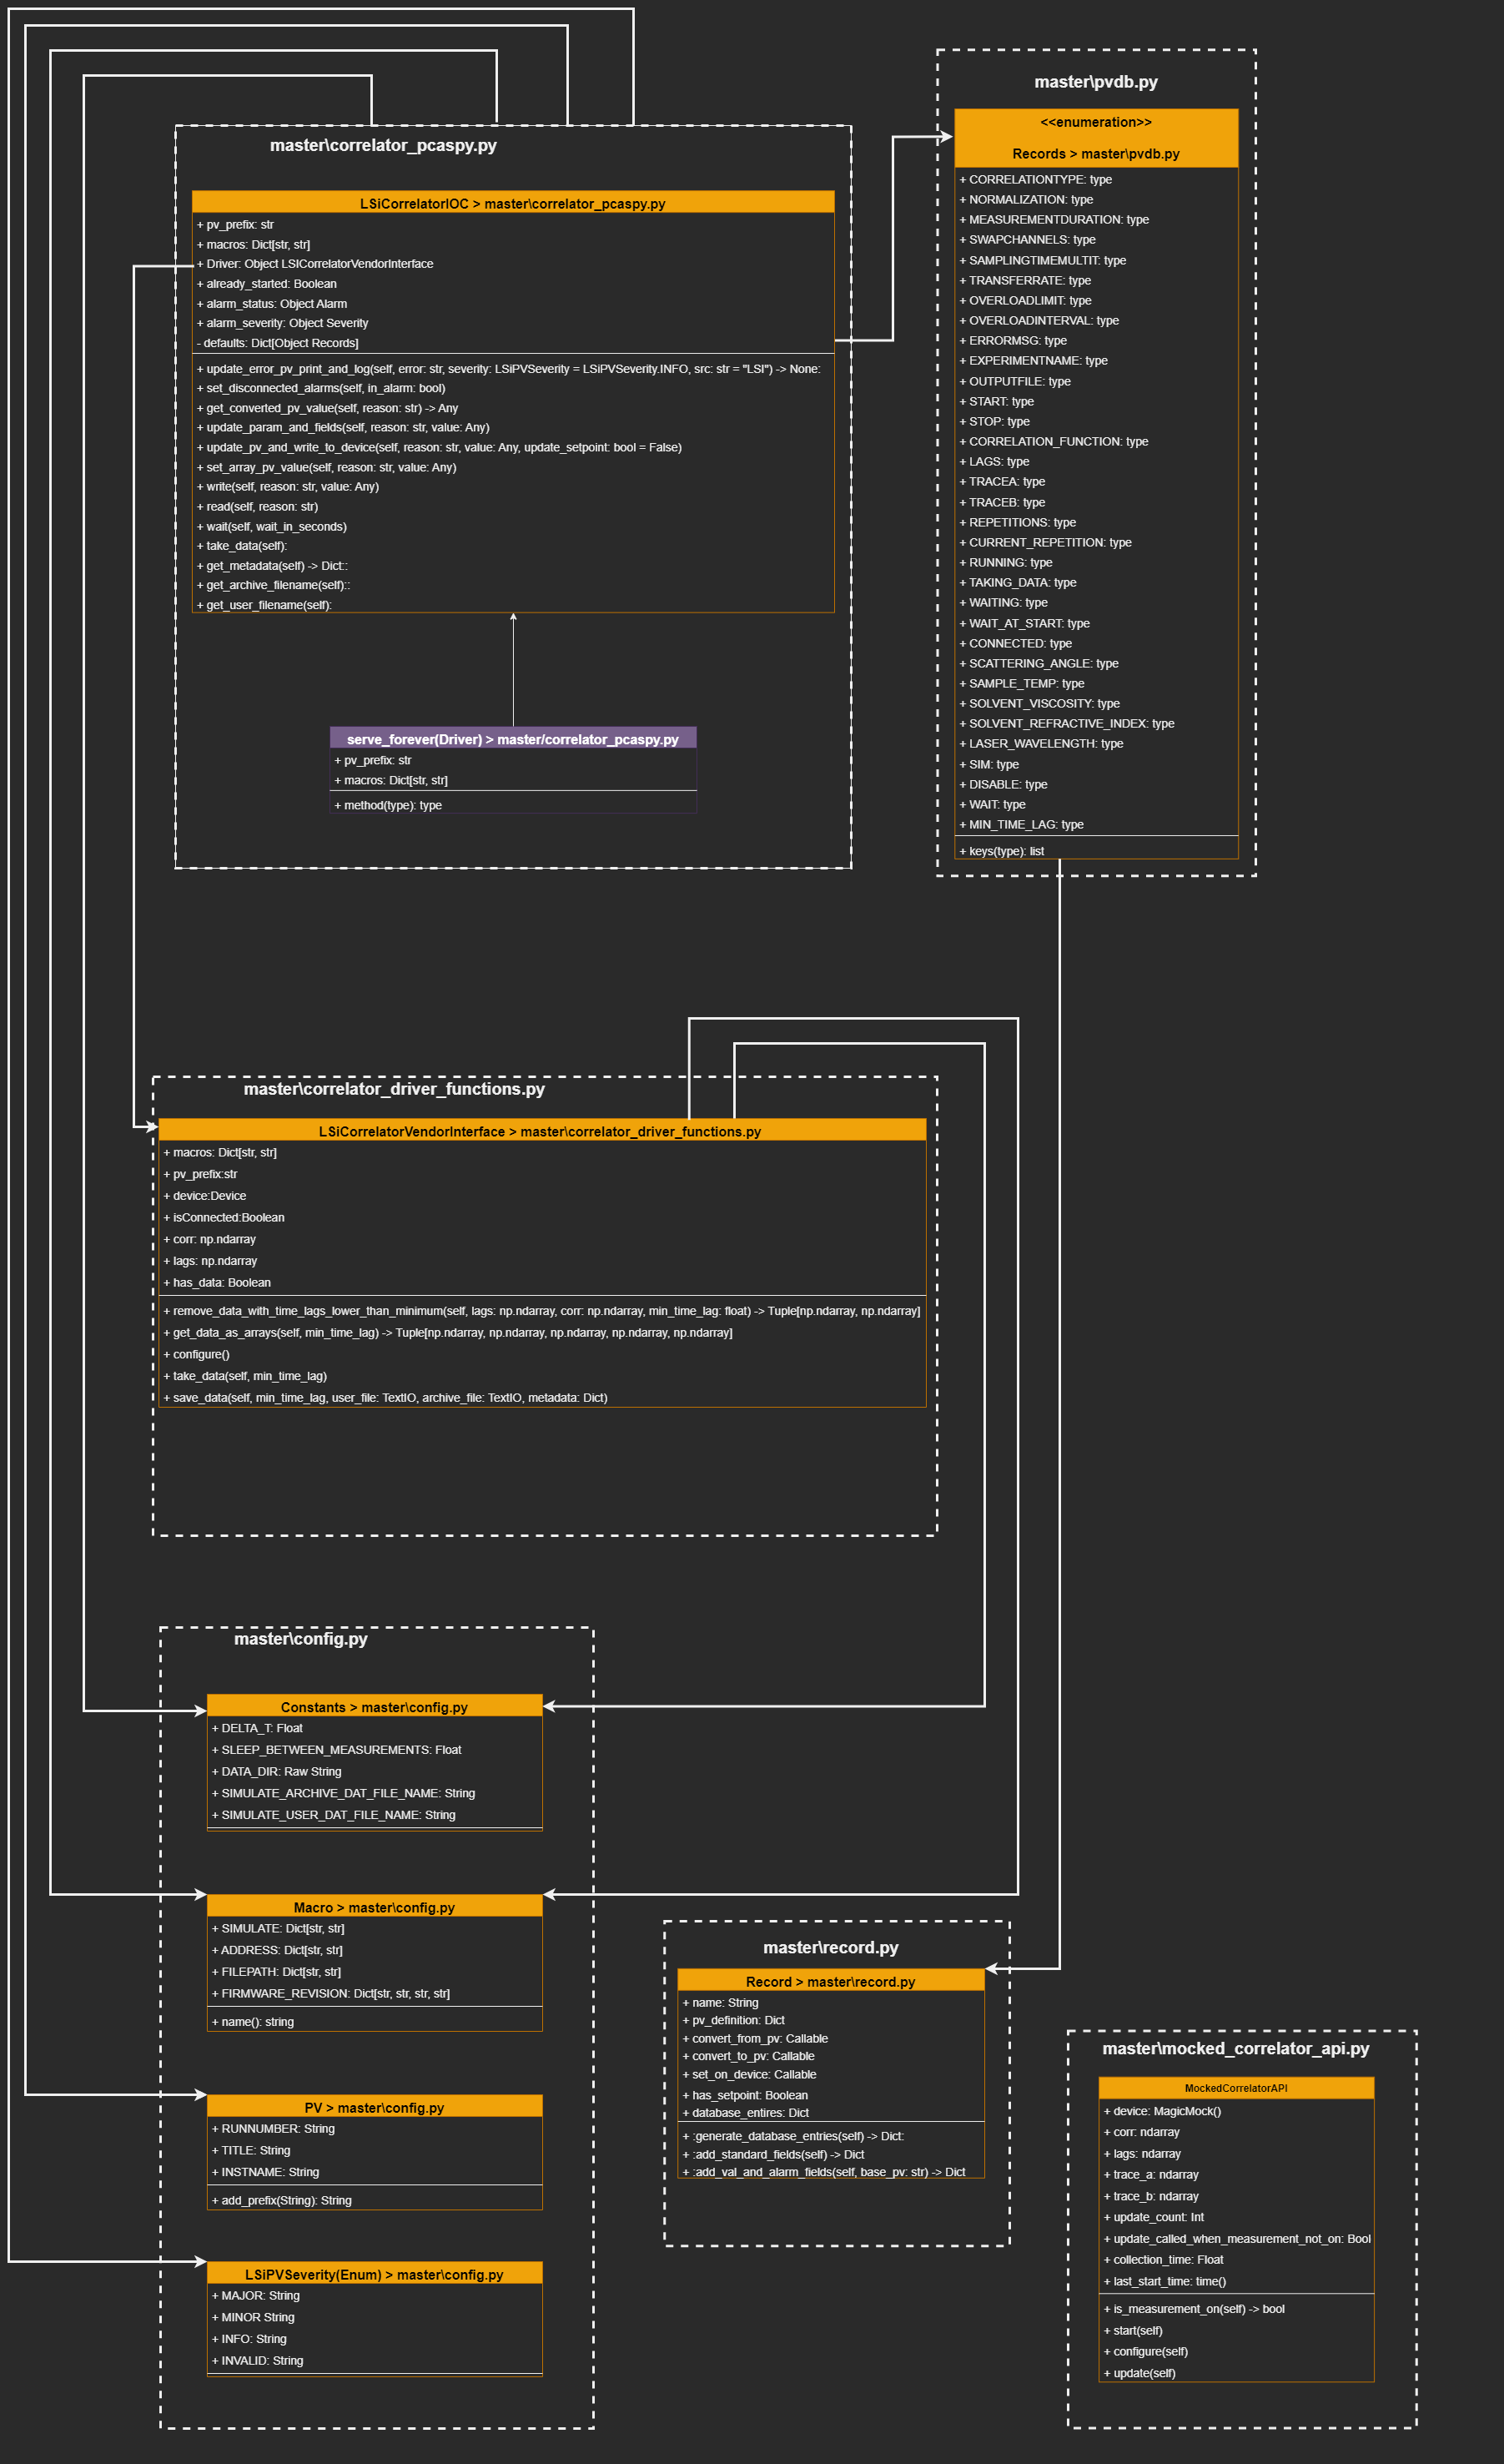 master\correlator_pcaspy.py
LSiCorrelatorIOC > master\correlator_pcaspy.py
+ pv_prefix: str
+ macros: Dict[str, str]
+ Driver: Object LSICorrelatorVendorInterface
+ already_started: Boolean
+ alarm_status: Object Alarm
+ alarm_severity: Object Severity
- defaults: Dict[Object Records]
+ update_error_pv_print_and_log(self, error: str, severity: LSiPVSeverity = LSiPVSeverity.INFO, src: str = "LSI") -> None:
+ set_disconnected_alarms(self, in_alarm: bool)
+ get_converted_pv_value(self, reason: str) -> Any
+ update_param_and_fields(self, reason: str, value: Any)
+ update_pv_and_write_to_device(self, reason: str, value: Any, update_setpoint: bool = False)
+ set_array_pv_value(self, reason: str, value: Any)
+ write(self, reason: str, value: Any)
+ read(self, reason: str)
+ wait(self, wait_in_seconds)
+ take_data(self):
+ get_metadata(self) -> Dict::
+ get_archive_filename(self)::
+ get_user_filename(self):
serve_forever(Driver) > master/correlator_pcaspy.py
+ pv_prefix: str
+ macros: Dict[str, str]
+ method(type): type
master\pvdb.py
<<enumeration>>
Records > master\pvdb.py
+ CORRELATIONTYPE: type
+ NORMALIZATION: type
+ MEASUREMENTDURATION: type
+ SWAPCHANNELS: type
+ SAMPLINGTIMEMULTIT: type
+ TRANSFERRATE: type
+ OVERLOADLIMIT: type
+ OVERLOADINTERVAL: type
+ ERRORMSG: type
+ EXPERIMENTNAME: type
+ OUTPUTFILE: type
+ START: type
+ STOP: type
+ CORRELATION_FUNCTION: type
+ LAGS: type
+ TRACEA: type
+ TRACEB: type
+ REPETITIONS: type
+ CURRENT_REPETITION: type
+ RUNNING: type
+ TAKING_DATA: type
+ WAITING: type
+ WAIT_AT_START: type
+ CONNECTED: type
+ SCATTERING_ANGLE: type
+ SAMPLE_TEMP: type
+ SOLVENT_VISCOSITY: type
+ SOLVENT_REFRACTIVE_INDEX: type
+ LASER_WAVELENGTH: type
+ SIM: type
+ DISABLE: type
+ WAIT: type
+ MIN_TIME_LAG: type
+ keys(type): list
master\correlator_driver_functions.py
LSiCorrelatorVendorInterface > master\correlator_driver_functions.py
+ macros: Dict[str, str]
+ pv_prefix:str
+ device:Device
+ isConnected:Boolean
+ corr: np.ndarray
+ lags: np.ndarray
+ has_data: Boolean
+ remove_data_with_time_lags_lower_than_minimum(self, lags: np.ndarray, corr: np.ndarray, min_time_lag: float) -> Tuple[np.ndarray, np.ndarray]
+ get_data_as_arrays(self, min_time_lag) -> Tuple[np.ndarray, np.ndarray, np.ndarray, np.ndarray, np.ndarray]
+ configure()
+ take_data(self, min_time_lag)
+ save_data(self, min_time_lag, user_file: TextIO, archive_file: TextIO, metadata: Dict)
master\config.py
Constants > master\config.py
+ DELTA_T: Float
+ SLEEP_BETWEEN_MEASUREMENTS: Float
+ DATA_DIR: Raw String
+ SIMULATE_ARCHIVE_DAT_FILE_NAME: String
+ SIMULATE_USER_DAT_FILE_NAME: String
Macro > master\config.py
+ SIMULATE: Dict[str, str]
+ ADDRESS: Dict[str, str]
+ FILEPATH: Dict[str, str]
+ FIRMWARE_REVISION: Dict[str, str, str, str]
+ name(): string
PV > master\config.py
+ RUNNUMBER: String
+ TITLE: String
+ INSTNAME: String
+ add_prefix(String): String
LSiPVSeverity(Enum) > master\config.py
+ MAJOR: String
+ MINOR String
+ INFO: String
+ INVALID: String
master\record.py
Record > master\record.py
+ name: String
+ pv_definition: Dict
+ convert_from_pv: Callable
+ convert_to_pv: Callable
+ set_on_device: Callable
+ has_setpoint: Boolean
+ database_entires: Dict
+ :generate_database_entries(self) -> Dict:
+ :add_standard_fields(self) -> Dict
+ :add_val_and_alarm_fields(self, base_pv: str) -> Dict
master\mocked_correlator_api.py
MockedCorrelatorAPI
+ device: MagicMock()
+ corr: ndarray
+ lags: ndarray
+ trace_a: ndarray
+ trace_b: ndarray
+ update_count: Int
+ update_called_when_measurement_not_on: Bool
+ collection_time: Float
+ last_start_time: time()
+ is_measurement_on(self) -> bool
+ start(self)
+ configure(self)
+ update(self)